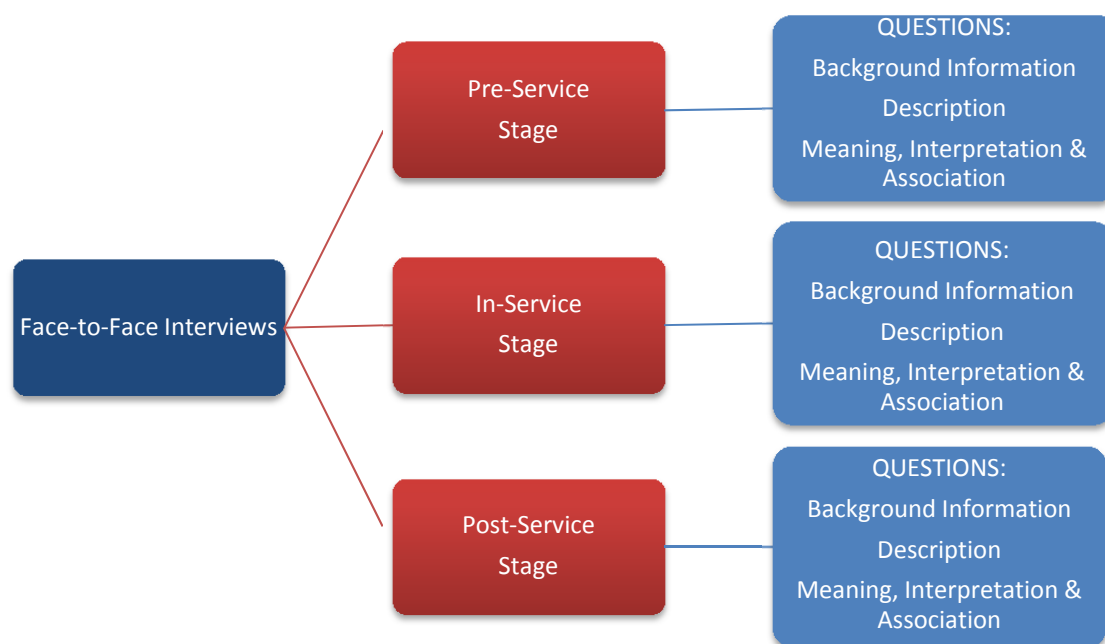 Face-to-Face Interviews
Pre-Service
Stage
QUESTIONS:
Background Information
Description
Meaning, Interpretation &
Association
In-Service
Stage
QUESTIONS:
Background Information
Description
Meaning, Interpretation &
Association
Post-Service
Stage
QUESTIONS:
Background Information
Description
Meaning, Interpretation &
Association